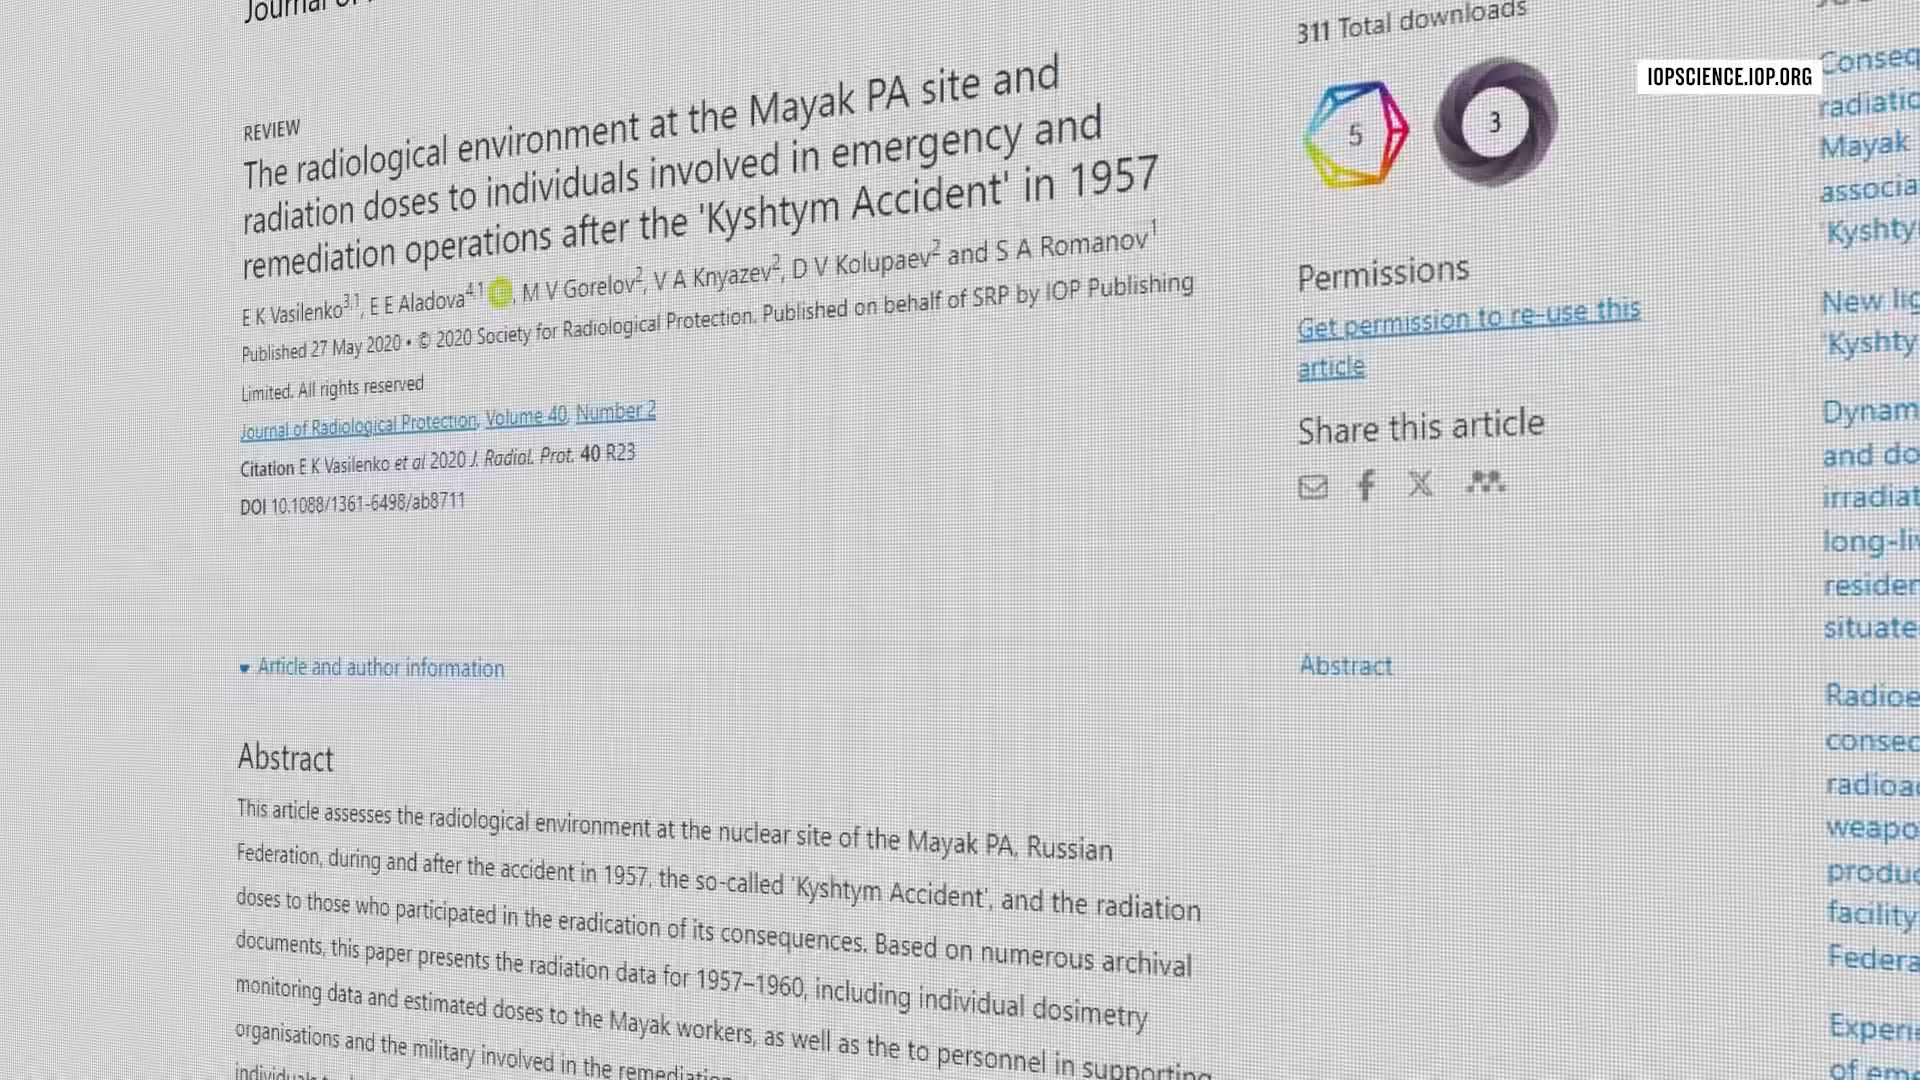 Journal of
REVIEW
The radiological environment at the Mayak PA site and
radiation doses to individuals involved in emergency and
remediation operations after the 'Kyshtym Accident' in 1957
E K Vasilenko3,1, E E Aladova4,1, M V Gorelov2, V A Knyazev2, D V Kolupaev2 and S A Romanov1
Published 27 May 2020 • © 2020 Society for Radiological Protection. Published on behalf of SRP by IOP Publishing
Limited. All rights reserved
Journal of Radiological Protection, Volume 40, Number 2
Citation E K Vasilenko et al 2020 J. Radiol. Prot. 40 R23
DOI 10.1088/1361-6498/ab8711
Article and author information
Abstract
This article assesses the radiological environment at the nuclear site of the Mayak PA, Russian
Federation, during and after the accident in 1957, the so-called 'Kyshtym Accident', and the radiation
doses to those who participated in the eradication of its consequences. Based on numerous archival
documents, this paper presents the radiation data for 1957–1960, including individual dosimetry
monitoring data and estimated doses to the Mayak workers, as well as the to personnel in supporting
organisations and the military involved in the remediation
311 Total downloads
5
3
Permissions
Get permission to re-use this
article
Share this article
Abstract
IOPSCIENCE.IOP.ORG
Conseq
radiatio
Mayak
associa
'Kyshty
New lig
'Kyshty
Dynam
and do
irradiat
long-liv
residen
situate
Radioe
consec
radioac
weapo
produc
facility
Federa
Experie
of eme